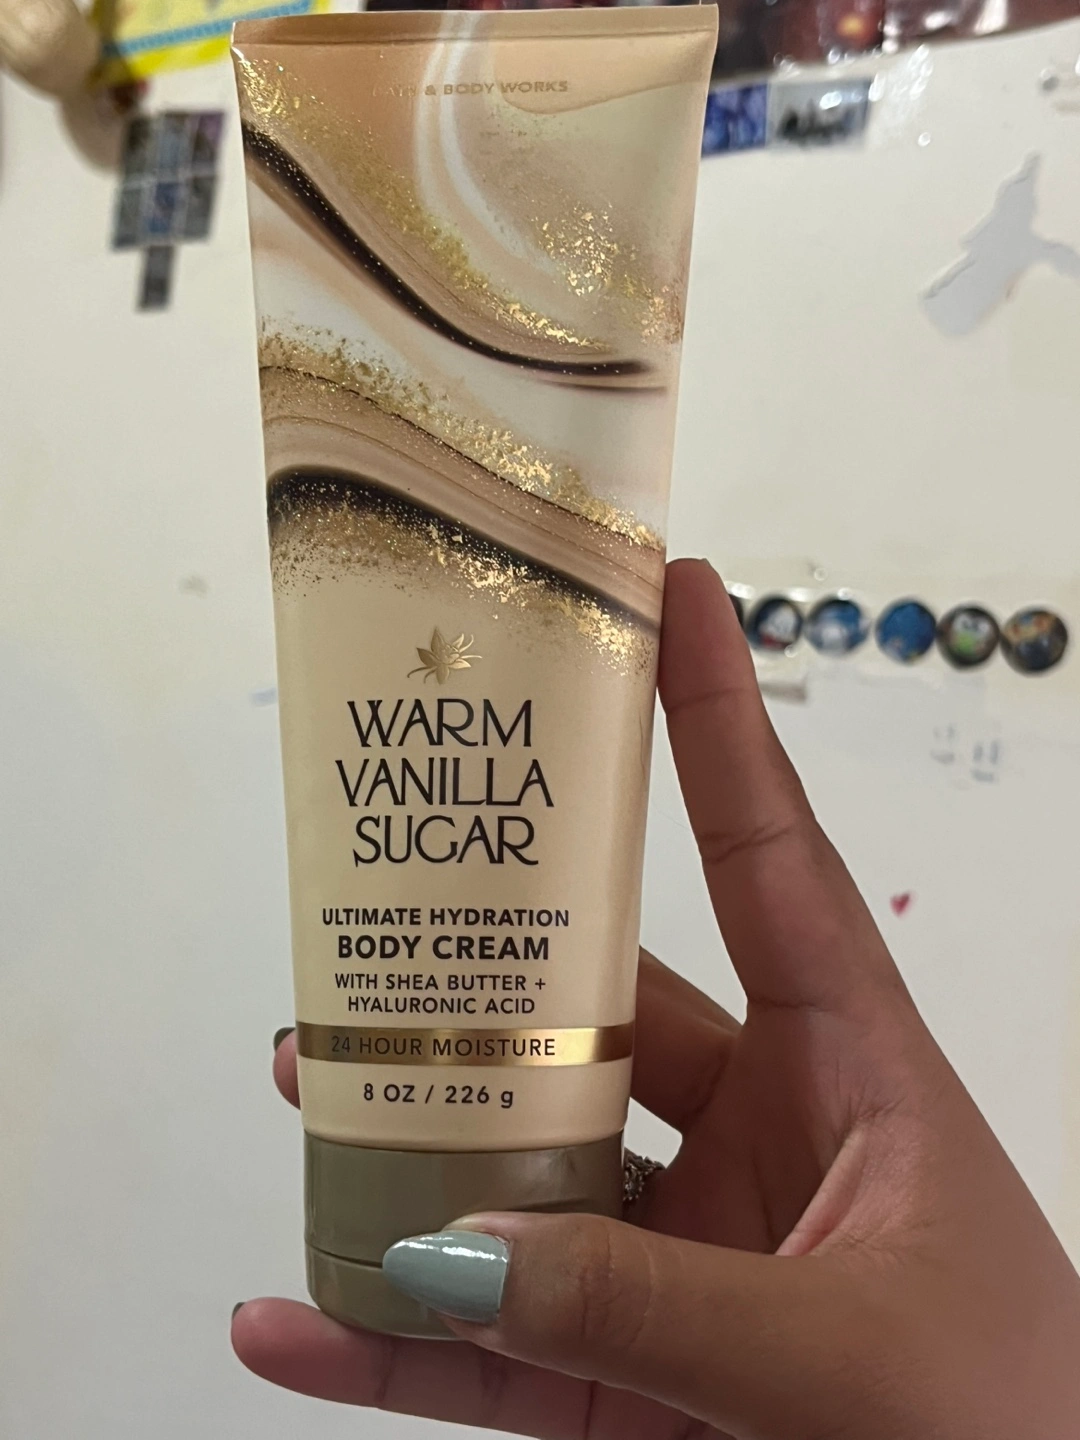 BATH & BODY WORKS
WARM
VANILLA
SUGAR
ULTIMATE HYDRATION
BODY CREAM
WITH SHEA BUTTER +
HYALURONIC ACID
24 HOUR MOISTURE
8 OZ / 226 g